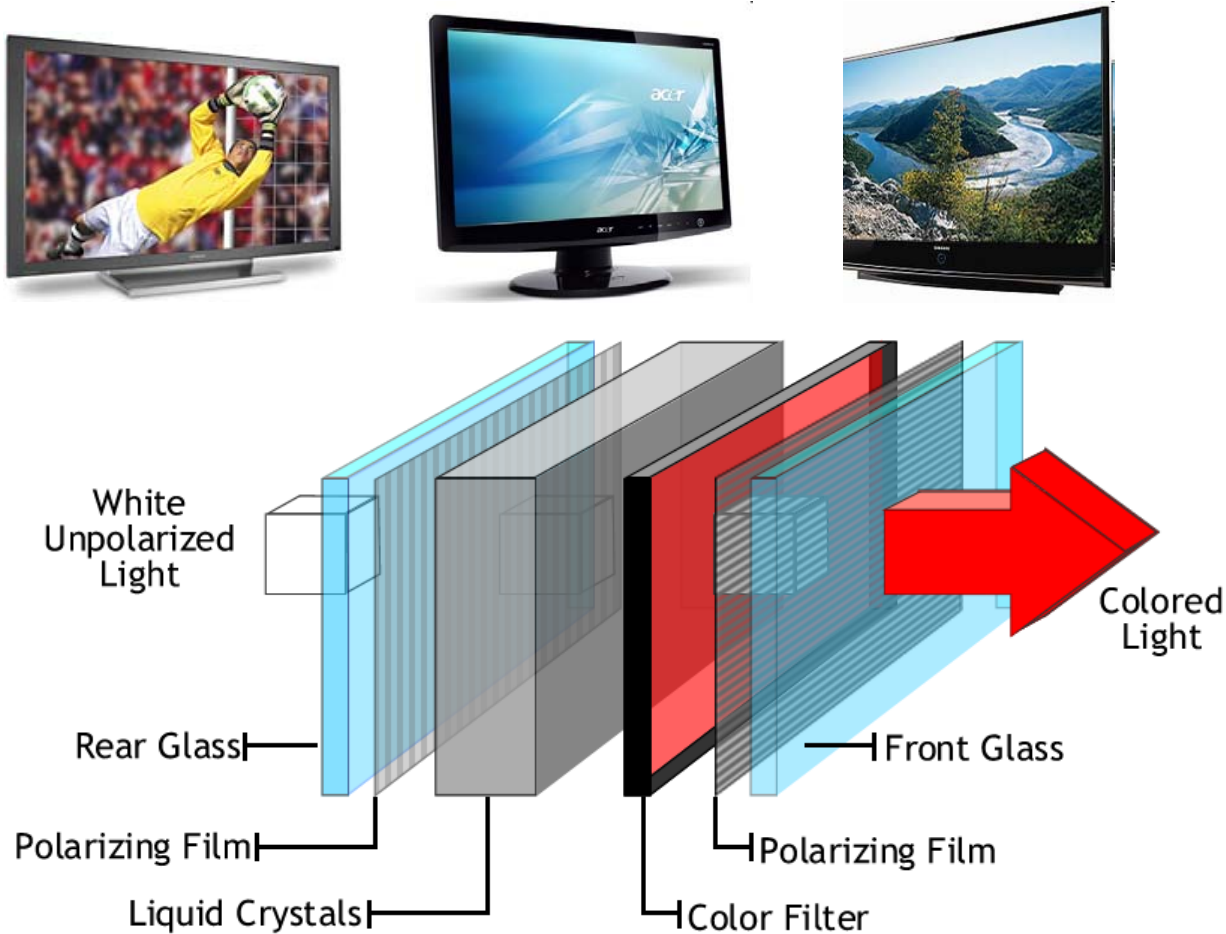 acer
acer
SAMSUNG
White
Unpolarized
Light
Colored
Light
Rear Glass
Front Glass
Polarizing Film
Polarizing Film
Liquid Crystals
Color Filter